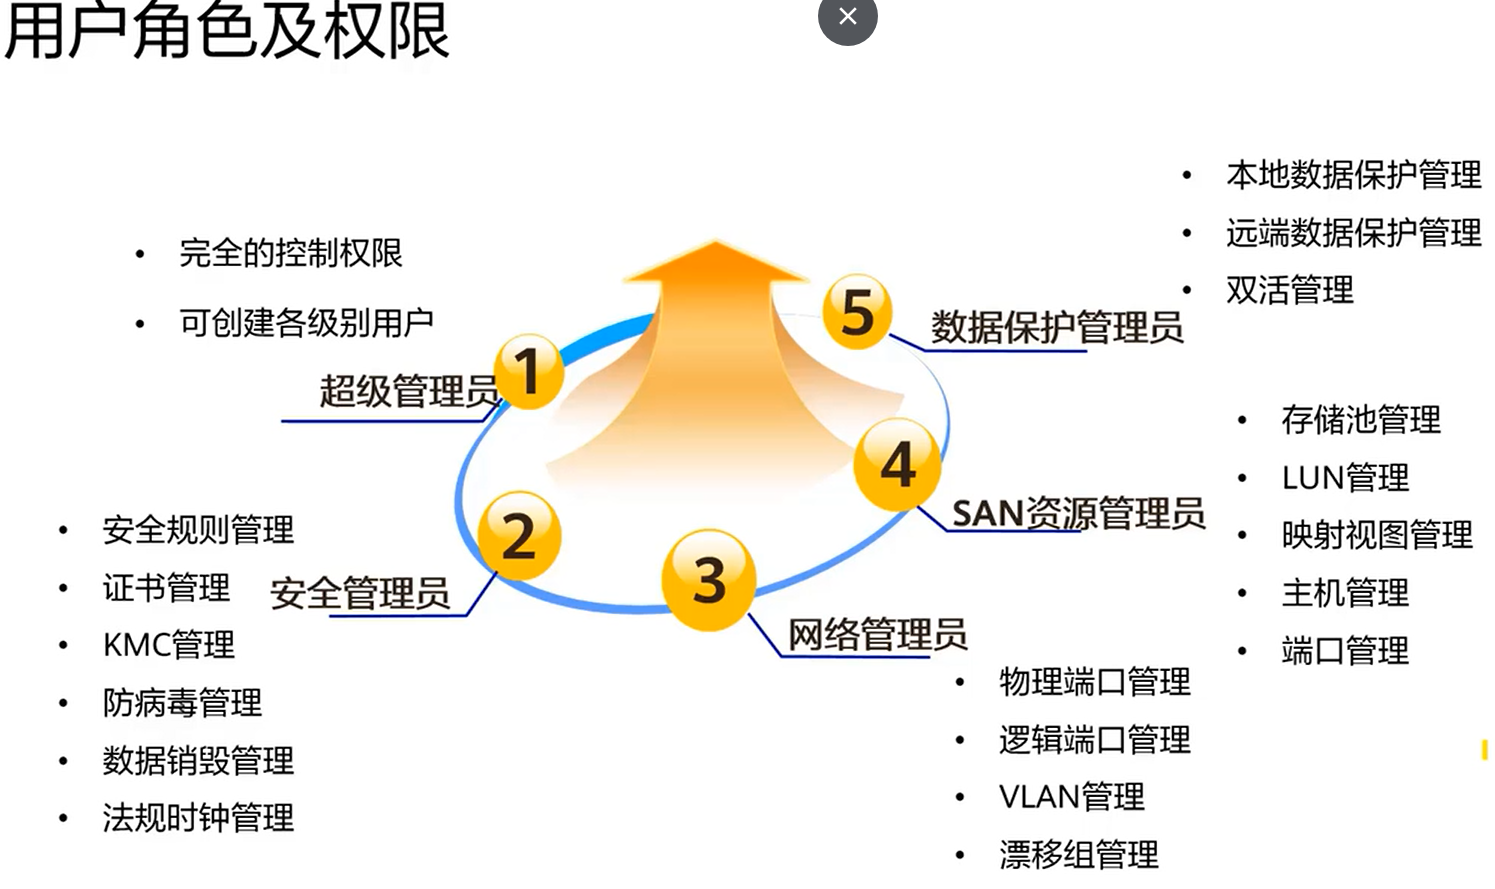 用户角色及权限
完全的控制权限
可创建各级别用户
1
超级管理员
2
安全管理员
安全规则管理
证书管理
KMC管理
防病毒管理
数据销毁管理
法规时钟管理
3
网络管理员
物理端口管理
逻辑端口管理
VLAN管理
漂移组管理
4
SAN资源管理员
存储池管理
LUN管理
映射视图管理
主机管理
端口管理
5
数据保护管理员
本地数据保护管理
远端数据保护管理
双活管理